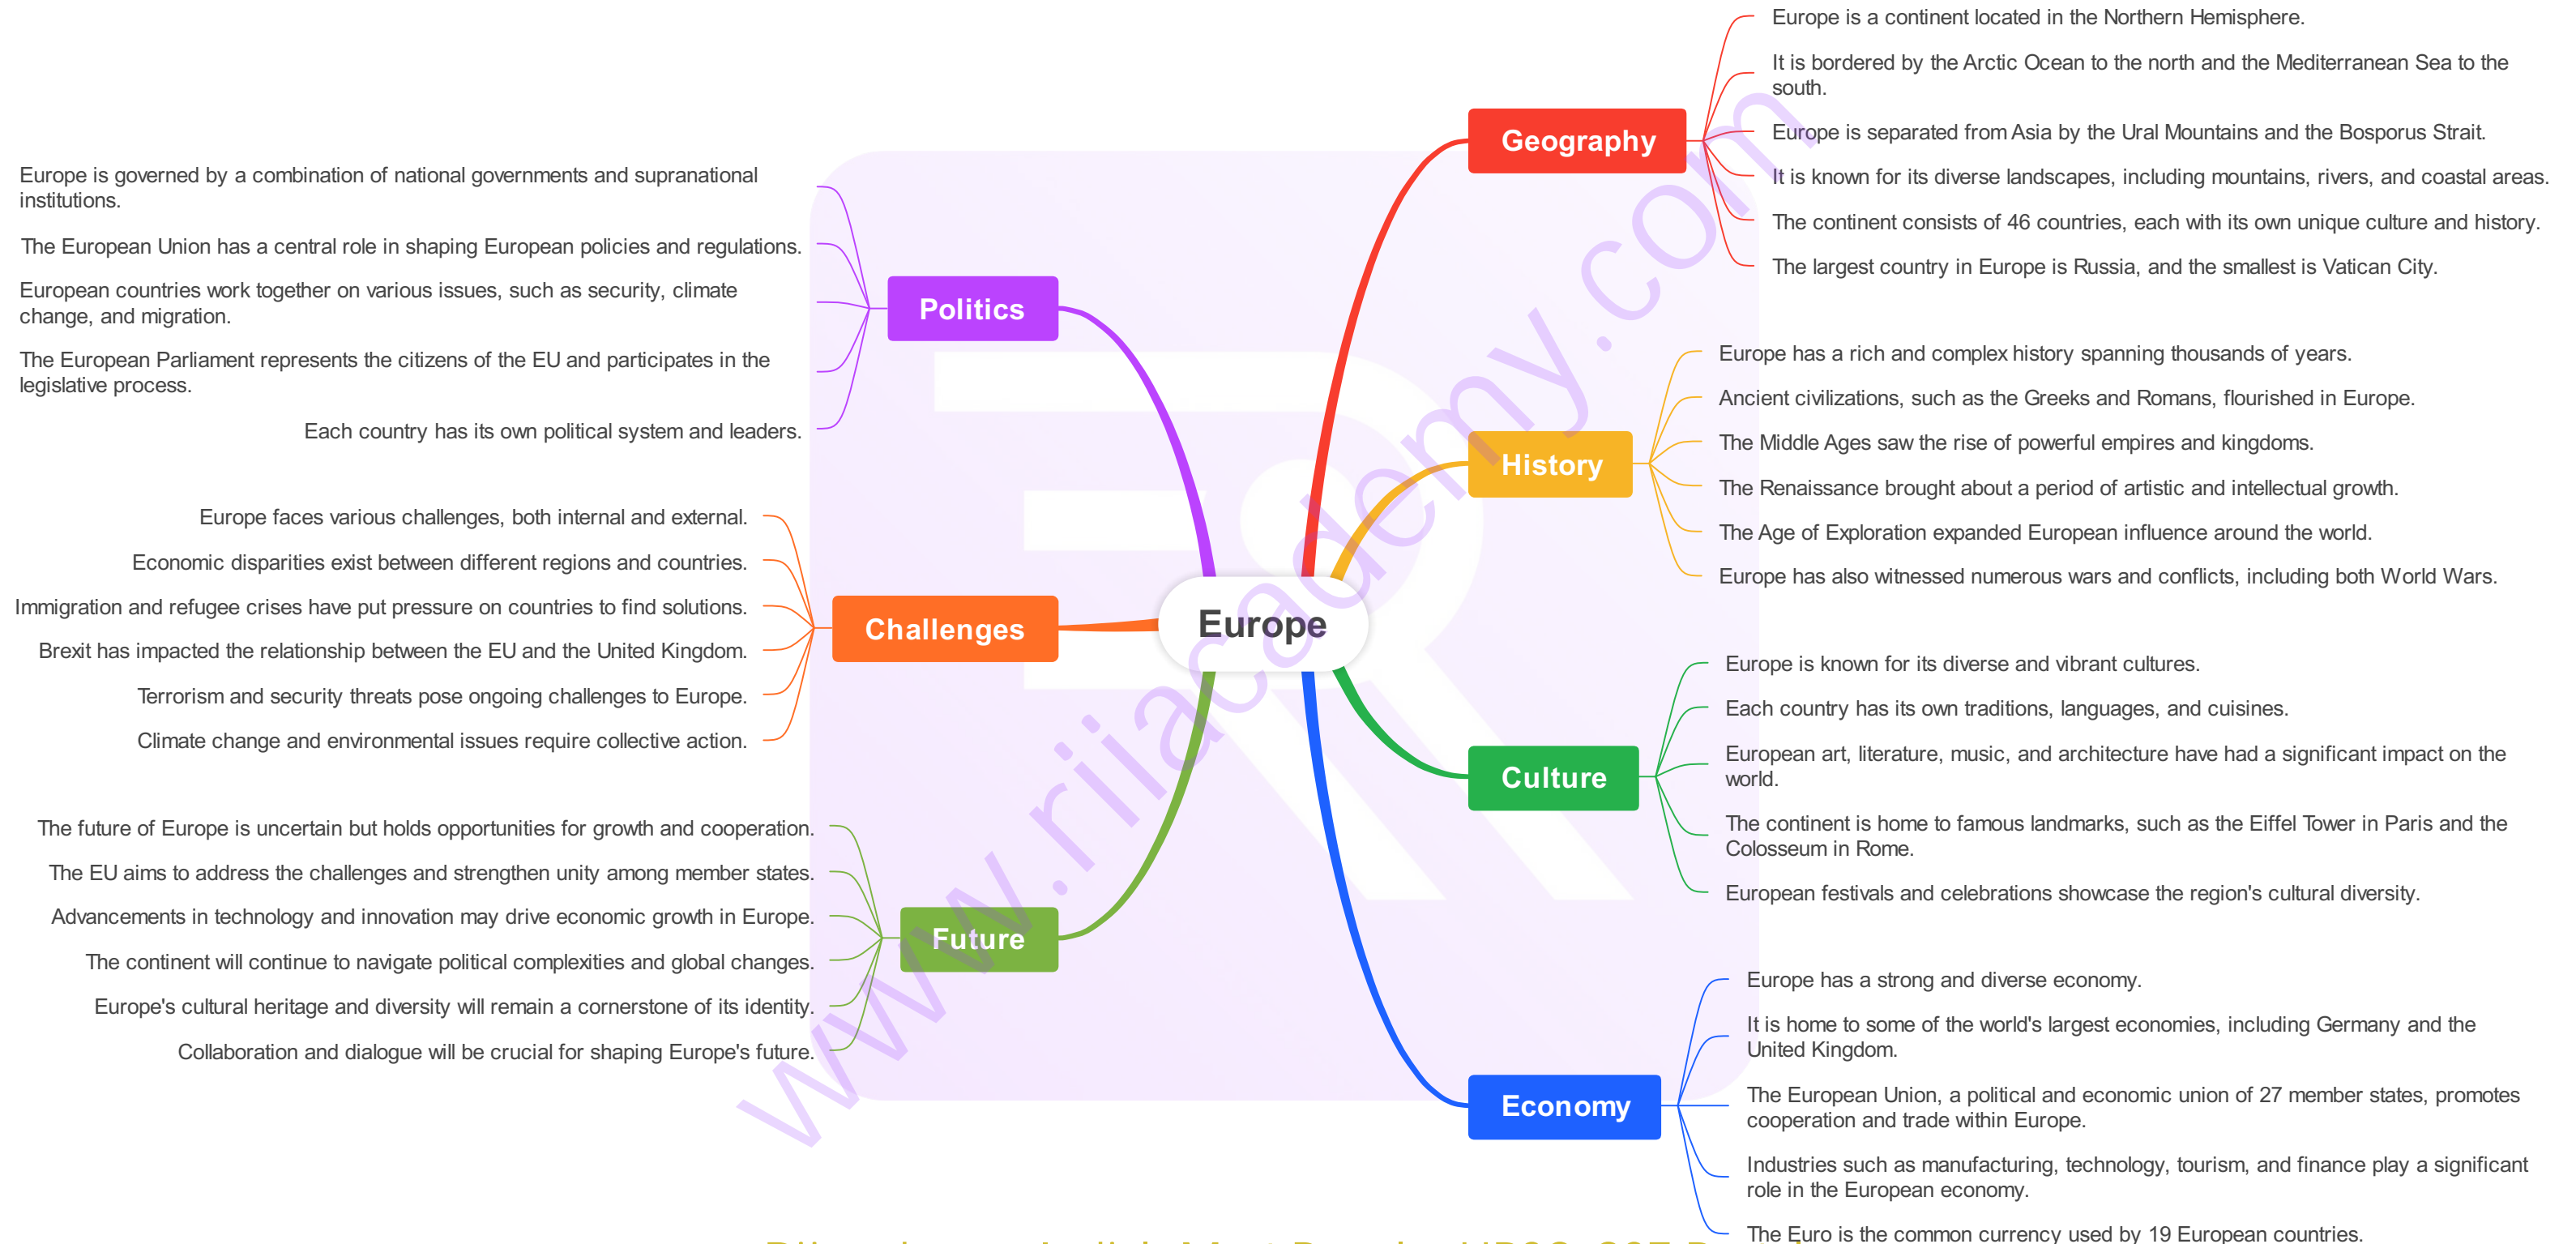 Europe
Geography
Europe is a continent located in the Northern Hemisphere.
It is bordered by the Arctic Ocean to the north and the Mediterranean Sea to the
south.
Europe is separated from Asia by the Ural Mountains and the Bosporus Strait.
It is known for its diverse landscapes, including mountains, rivers, and coastal areas.
The continent consists of 46 countries, each with its own unique culture and history.
The largest country in Europe is Russia, and the smallest is Vatican City.
History
Europe has a rich and complex history spanning thousands of years.
Ancient civilizations, such as the Greeks and Romans, flourished in Europe.
The Middle Ages saw the rise of powerful empires and kingdoms.
The Renaissance brought about a period of artistic and intellectual growth.
The Age of Exploration expanded European influence around the world.
Europe has also witnessed numerous wars and conflicts, including both World Wars.
Culture
Europe is known for its diverse and vibrant cultures.
Each country has its own traditions, languages, and cuisines.
European art, literature, music, and architecture have had a significant impact on the
world.
The continent is home to famous landmarks, such as the Eiffel Tower in Paris and the
Colosseum in Rome.
European festivals and celebrations showcase the region's cultural diversity.
Economy
Europe has a strong and diverse economy.
It is home to some of the world's largest economies, including Germany and the
United Kingdom.
The European Union, a political and economic union of 27 member states, promotes
cooperation and trade within Europe.
Industries such as manufacturing, technology, tourism, and finance play a significant
role in the European economy.
The Euro is the common currency used by 19 European countries.
Politics
Europe is governed by a combination of national governments and supranational
institutions.
The European Union has a central role in shaping European policies and regulations.
European countries work together on various issues, such as security, climate
change, and migration.
The European Parliament represents the citizens of the EU and participates in the
legislative process.
Each country has its own political system and leaders.
Challenges
Europe faces various challenges, both internal and external.
Economic disparities exist between different regions and countries.
Immigration and refugee crises have put pressure on countries to find solutions.
Brexit has impacted the relationship between the EU and the United Kingdom.
Terrorism and security threats pose ongoing challenges to Europe.
Climate change and environmental issues require collective action.
Future
The future of Europe is uncertain but holds opportunities for growth and cooperation.
The EU aims to address the challenges and strengthen unity among member states.
Advancements in technology and innovation may drive economic growth in Europe.
The continent will continue to navigate political complexities and global changes.
Europe's cultural heritage and diversity will remain a cornerstone of its identity.
Collaboration and dialogue will be crucial for shaping Europe's future.
www.rijacademy.com